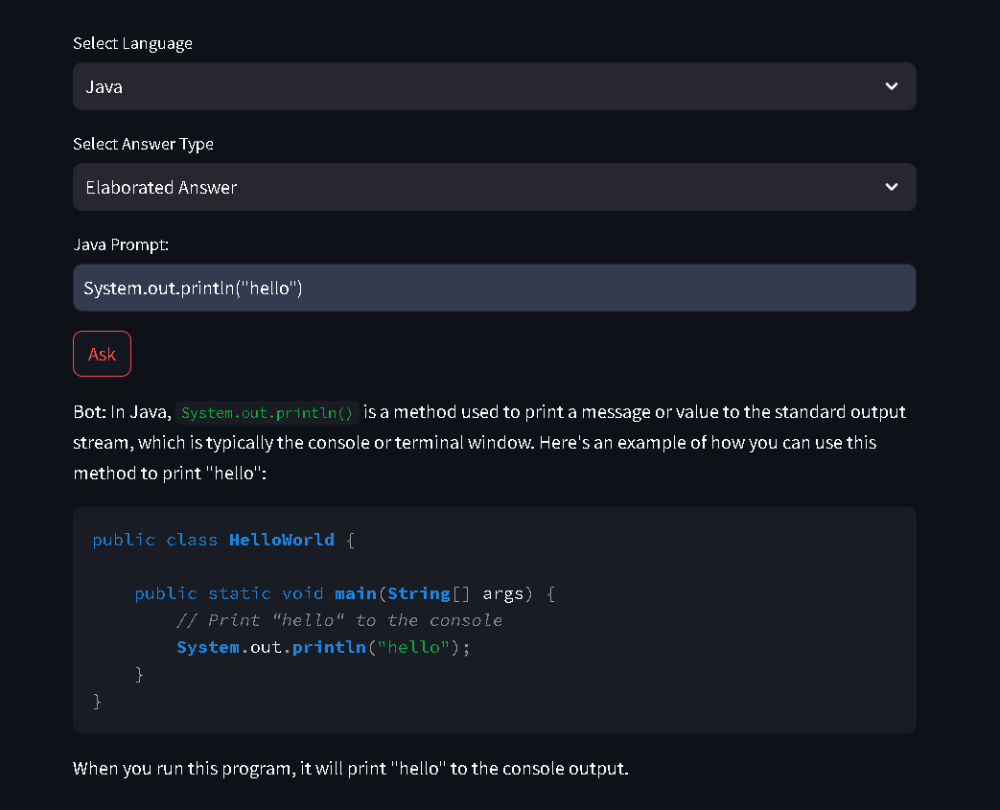 Select Language
Java
Select Answer Type
Elaborated Answer
Java Prompt:
System.out.println("hello")
Ask
Bot: In Java, System.out.println() is a method used to print a message or value to the standard output
stream, which is typically the console or terminal window. Here's an example of how you can use this
method to print "hello":
public class HelloWorld {
    public static void main(String[] args) {
        // Print "hello" to the console
        System.out.println("hello");
    }
}
When you run this program, it will print "hello" to the console output.